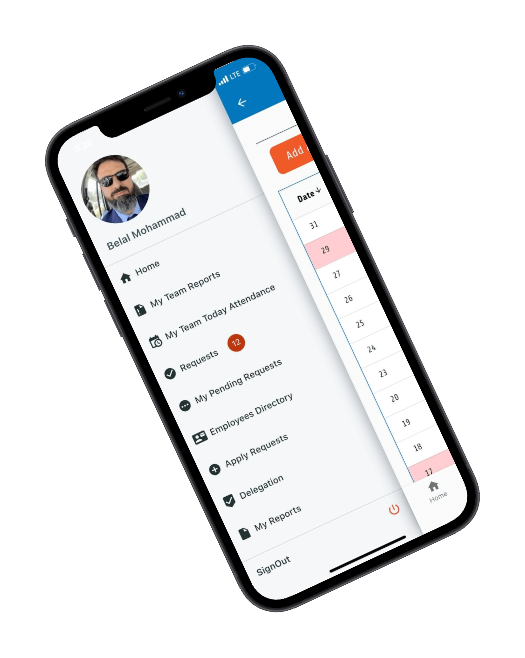 LTE
Belal Mohammad
Home
My Team Reports
My Team Today Attendance
Requests 12
My Pending Requests
Employees Directory
Apply Requests
Delegation
My Reports
SignOut
Add
Date
31
29
27
26
25
24
23
20
19
18
17
Home